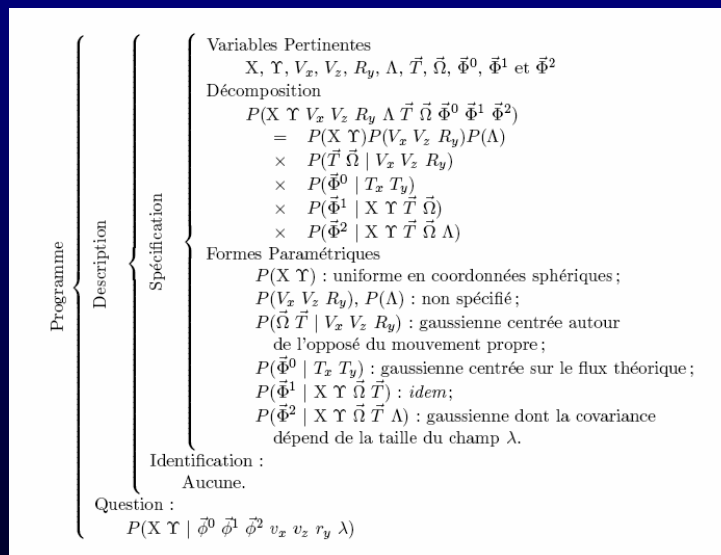 Programme
Description
Spécification
Variables Pertinentes
X, ϒ, V_x, V_z, R_y, Λ, T⃗, Ω⃗, Φ⃗⁰, Φ⃗¹ et Φ⃗²
Décomposition
P(X ϒ V_x V_z R_y Λ T⃗ Ω⃗ Φ⃗⁰ Φ⃗¹ Φ⃗²)
= P(X ϒ)P(V_x V_z R_y)P(Λ)
× P(T⃗ Ω⃗ | V_x V_z R_y)
× P(Φ⃗⁰ | T_x T_y)
× P(Φ⃗¹ | X ϒ T⃗ Ω⃗)
× P(Φ⃗² | X ϒ T⃗ Ω⃗ Λ)
Formes Paramétriques
P(X ϒ) : uniforme en coordonnées sphériques ;
P(V_x V_z R_y), P(Λ) : non spécifié ;
P(Ω⃗ T⃗ | V_x V_z R_y) : gaussienne centrée autour
de l'opposé du mouvement propre ;
P(Φ⃗⁰ | T_x T_y) : gaussienne centrée sur le flux théorique ;
P(Φ⃗¹ | X ϒ Ω⃗ T⃗) : idem;
P(Φ⃗² | X ϒ Ω⃗ T⃗ Λ) : gaussienne dont la covariance
dépend de la taille du champ λ.
Identification :
Aucune.
Question :
P(X ϒ | ϕ⃗⁰ ϕ⃗¹ ϕ⃗² v_x v_z r_y λ)